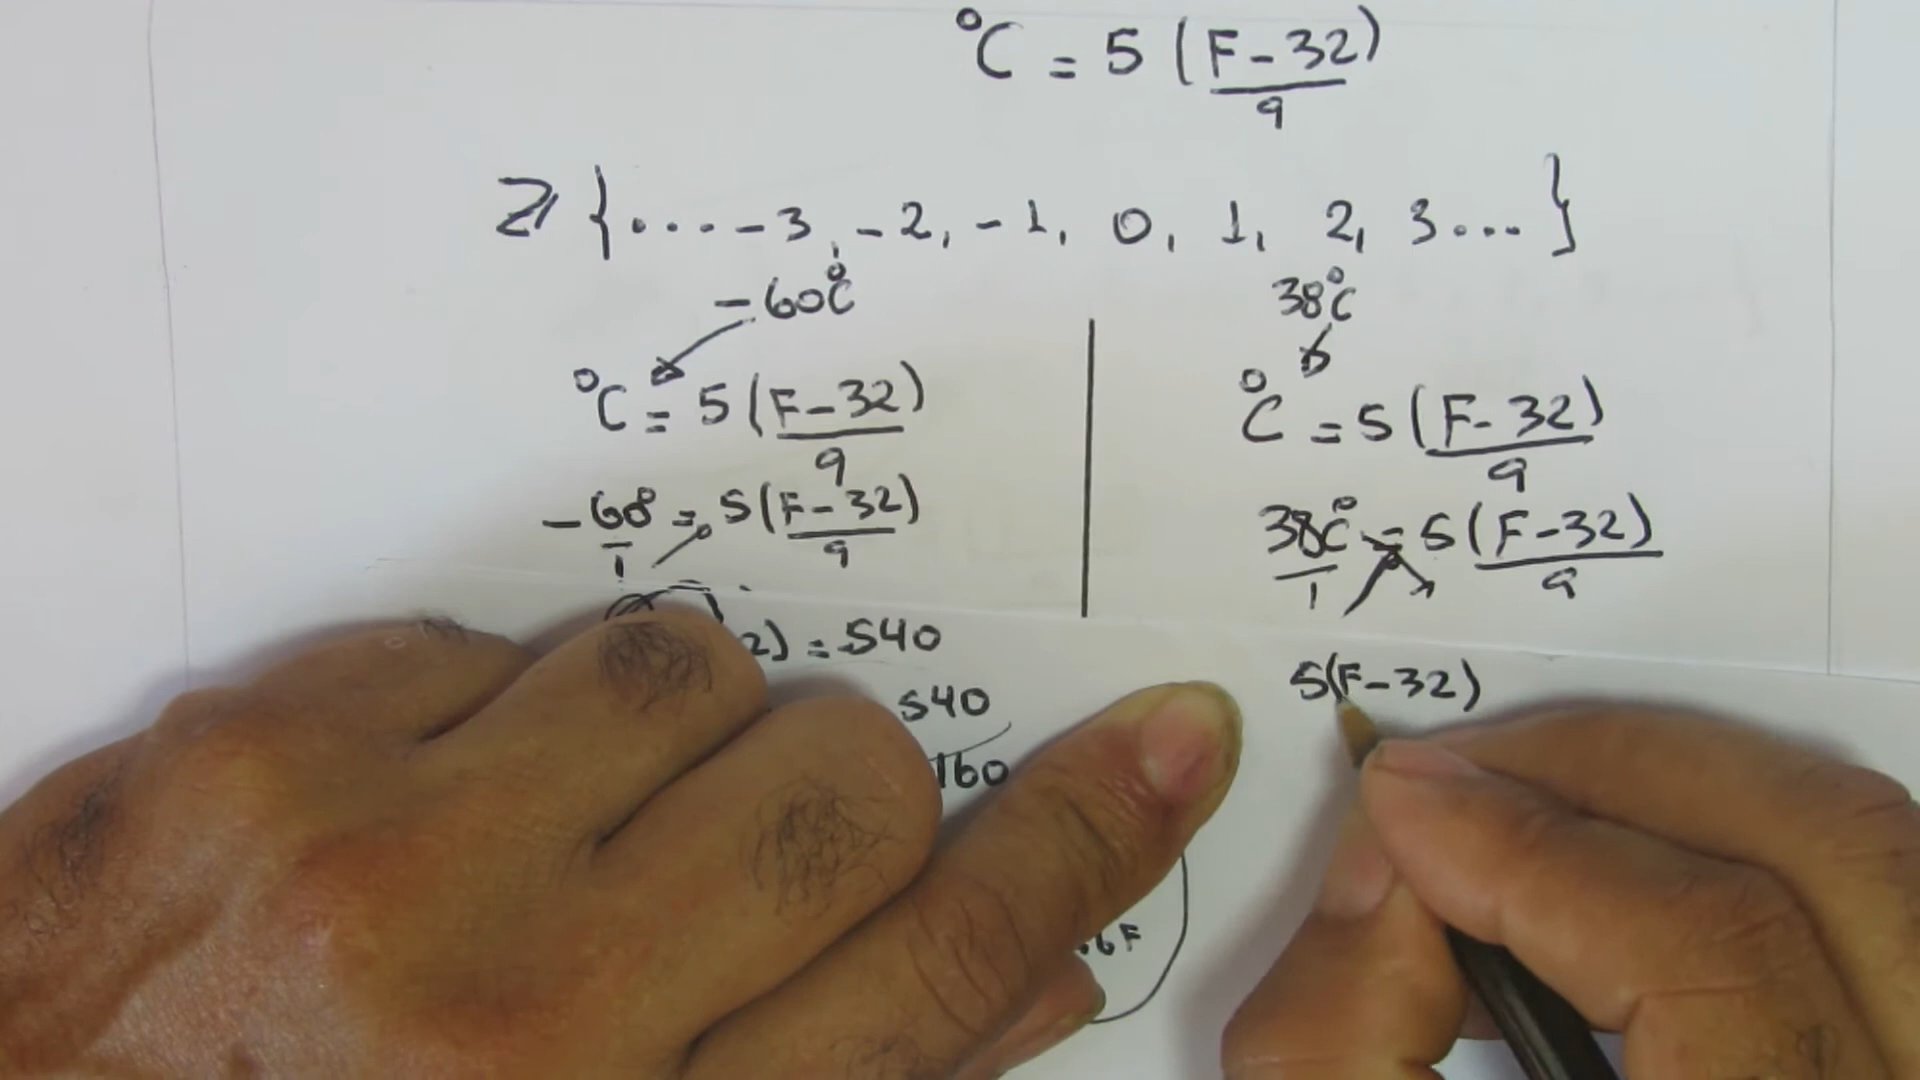 °C = 5 (F - 32)
9
ℤ { .... - 3, - 2, - 1, 0, 1, 2, 3... }
- 60°C
°C = 5 (F - 32)
9
- 60° = 5 (F - 32)
1 9
2) = 540
540
160
.6 F
38°C
°C = 5 (F - 32)
9
38°C = 5 (F - 32)
1 9
5(F - 32)